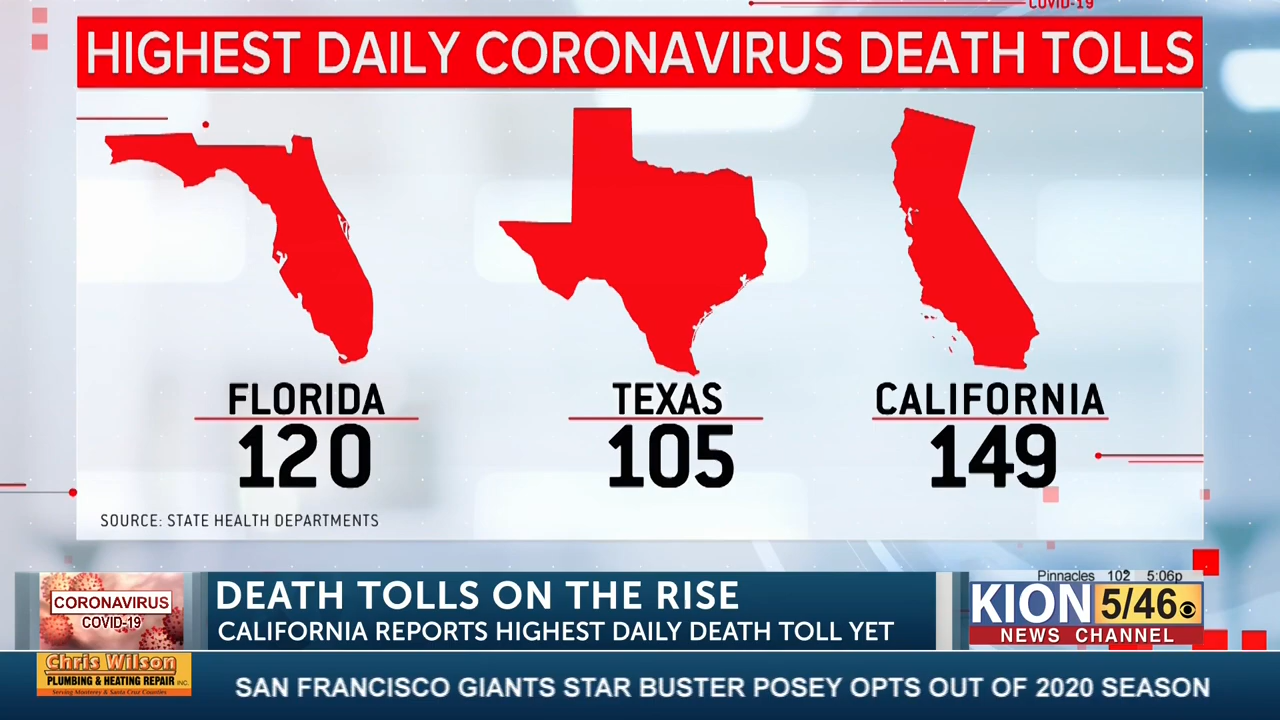 COVID-19
HIGHEST DAILY CORONAVIRUS DEATH TOLLS
FLORIDA
120
TEXAS
105
CALIFORNIA
149
SOURCE: STATE HEALTH DEPARTMENTS
CORONAVIRUS
COVID-19
DEATH TOLLS ON THE RISE
CALIFORNIA REPORTS HIGHEST DAILY DEATH TOLL YET
Pinnacles 102 5:06p
KION 5/46
NEWS CHANNEL
Chris Wilson
PLUMBING & HEATING REPAIR INC.
Serving Monterey & Santa Cruz Counties
SAN FRANCISCO GIANTS STAR BUSTER POSEY OPTS OUT OF 2020 SEASON